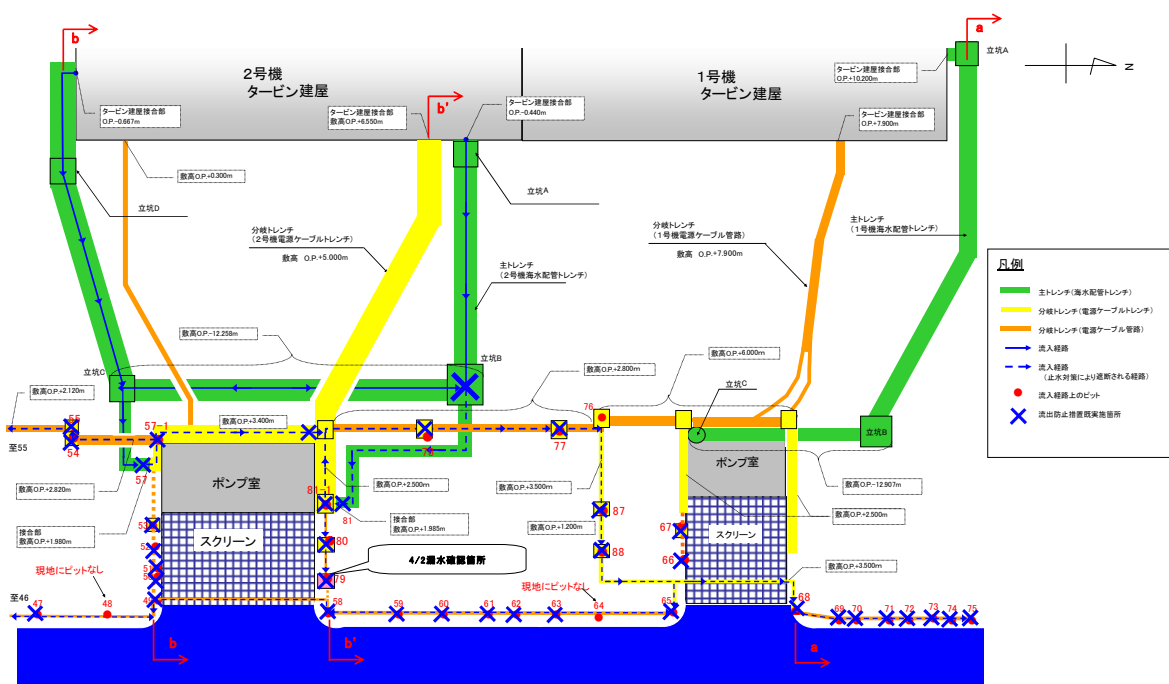 b
a
立坑A
N
2号機
タービン建屋
1号機
タービン建屋
タービン建屋接合部
O.P.+10.200m
b'
タービン建屋接合部
O.P.-0.667m
タービン建屋接合部
敷高O.P.+6.550m
タービン建屋接合部
O.P.-0.440m
タービン建屋接合部
O.P.+7.900m
敷高O.P.+0.300m
立坑D
立坑A
分岐トレンチ
(2号機電源ケーブルトレンチ)
敷高 O.P.+5.000m
分岐トレンチ
(1号機電源ケーブル管路)
敷高 O.P.+7.900m
主トレンチ
(1号機海水配管トレンチ)
主トレンチ
(2号機海水配管トレンチ)
凡例
主トレンチ(海水配管トレンチ)
分岐トレンチ(電源ケーブルトレンチ)
分岐トレンチ(電源ケーブル管路)
流入経路
流入経路
(止水対策により遮断される経路)
流入経路上のピット
流出防止措置既実施箇所
敷高O.P.-12.258m
敷高O.P.+6.000m
立坑C
立坑B
敷高O.P.+2.800m
立坑C
敷高O.P.+2.120m
76
55
57-1
敷高O.P.+3.400m
立坑B
至55
54
78
77
ポンプ室
ポンプ室
57
敷高O.P.+2.820m
敷高O.P.+2.500m
敷高O.P.+3.500m
敷高O.P.-12.907m
81-1
81
87
敷高O.P.+2.500m
接合部
敷高O.P.+1.980m
53
スクリーン
接合部
敷高O.P.+1.985m
敷高O.P.+1.200m
67
スクリーン
52
80
88
66
4/2漏水確認箇所
現地にピットなし
51
50
79
敷高O.P.+3.500m
現地にピットなし
至46
47
48
49
58
59
60
61
62
63
64
65
68
69
70
71
72
73
74
75
b
b'
a